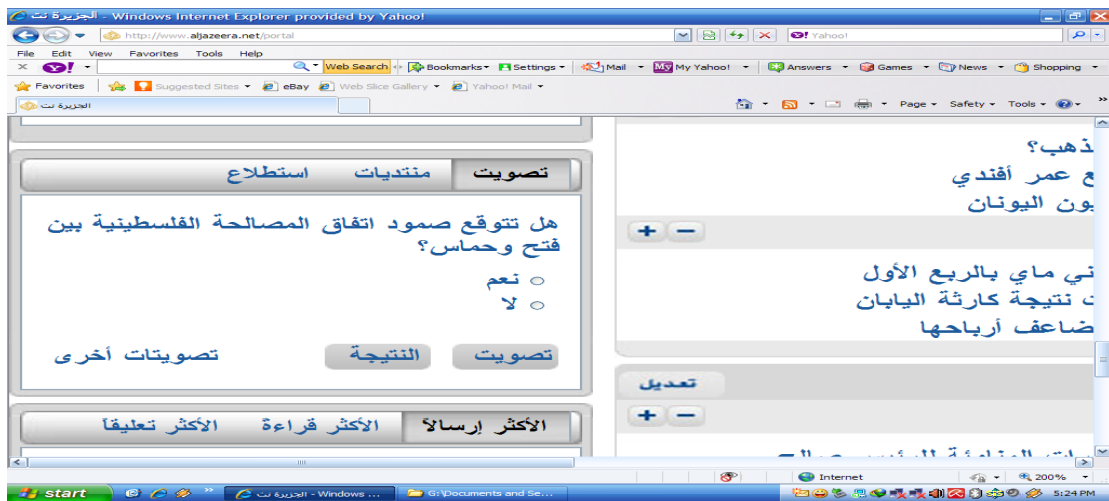 الجزيرة نت - Windows Internet Explorer provided by Yahoo!
http://www.aljazeera.net/portal
Yahoo!
File Edit View Favorites Tools Help
Y! Web Search Bookmarks Settings Mail My My Yahoo! Answers Games News Shopping
Favorites Suggested Sites eBay Web Slice Gallery Yahoo! Mail
الجزيرة نت
Page Safety Tools
ذهب؟
ع عمر أفندي
يون اليونان
تصويت منتديات استطلاع
هل تتوقع صمود اتفاق المصالحة الفلسطينية بين
فتح وحماس؟
نعم
لا
تصويت النتيجة تصويتات أخرى
ني ماي بالربع الأول
ت نتيجة كارثة اليابان
ضاعف أرباحها
تعديل
الأكثر إرسالاً الأكثر قراءة الأكثر تعليقاً
Internet 200%
start الجزيرة نت - Windows ... G:\Documents and Se... 5:24 PM